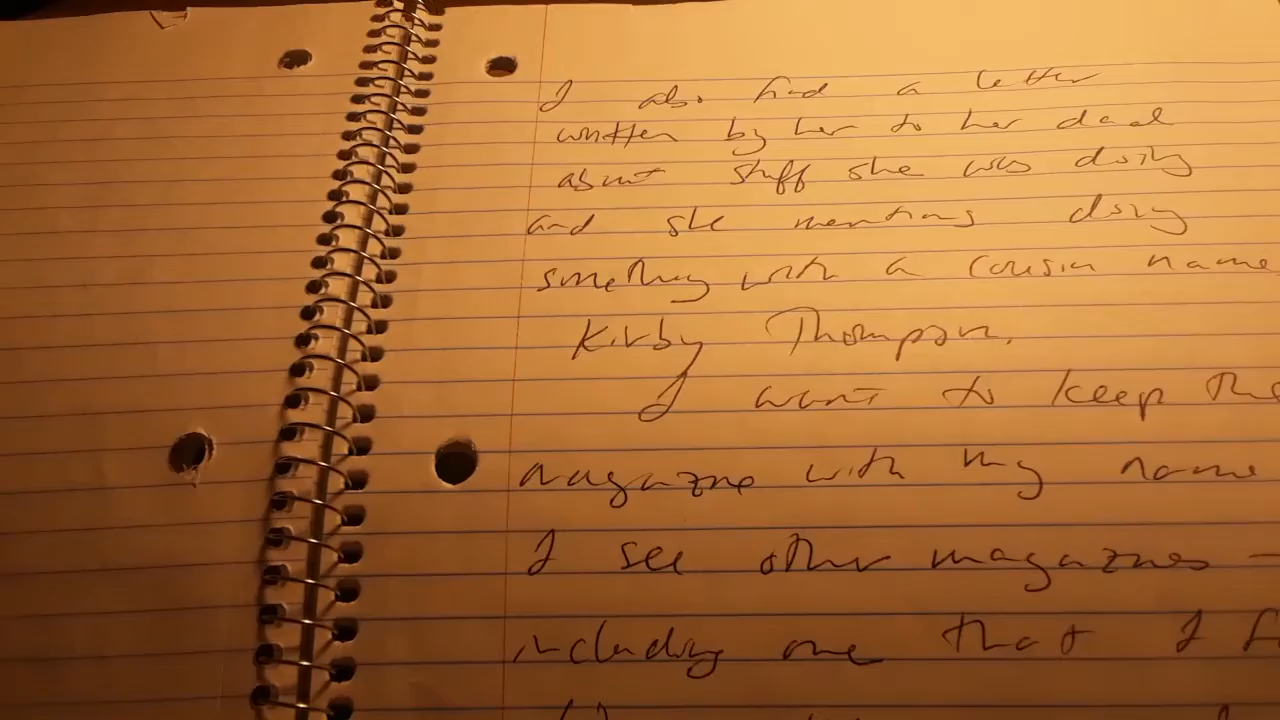 I also find a letter
written by her to her dad
about stuff she was doing
and she mentions doing
something with a cousin name
Kirby Thompson.
I want to keep the
magazine with my name
I see other magazines -
including one that I f